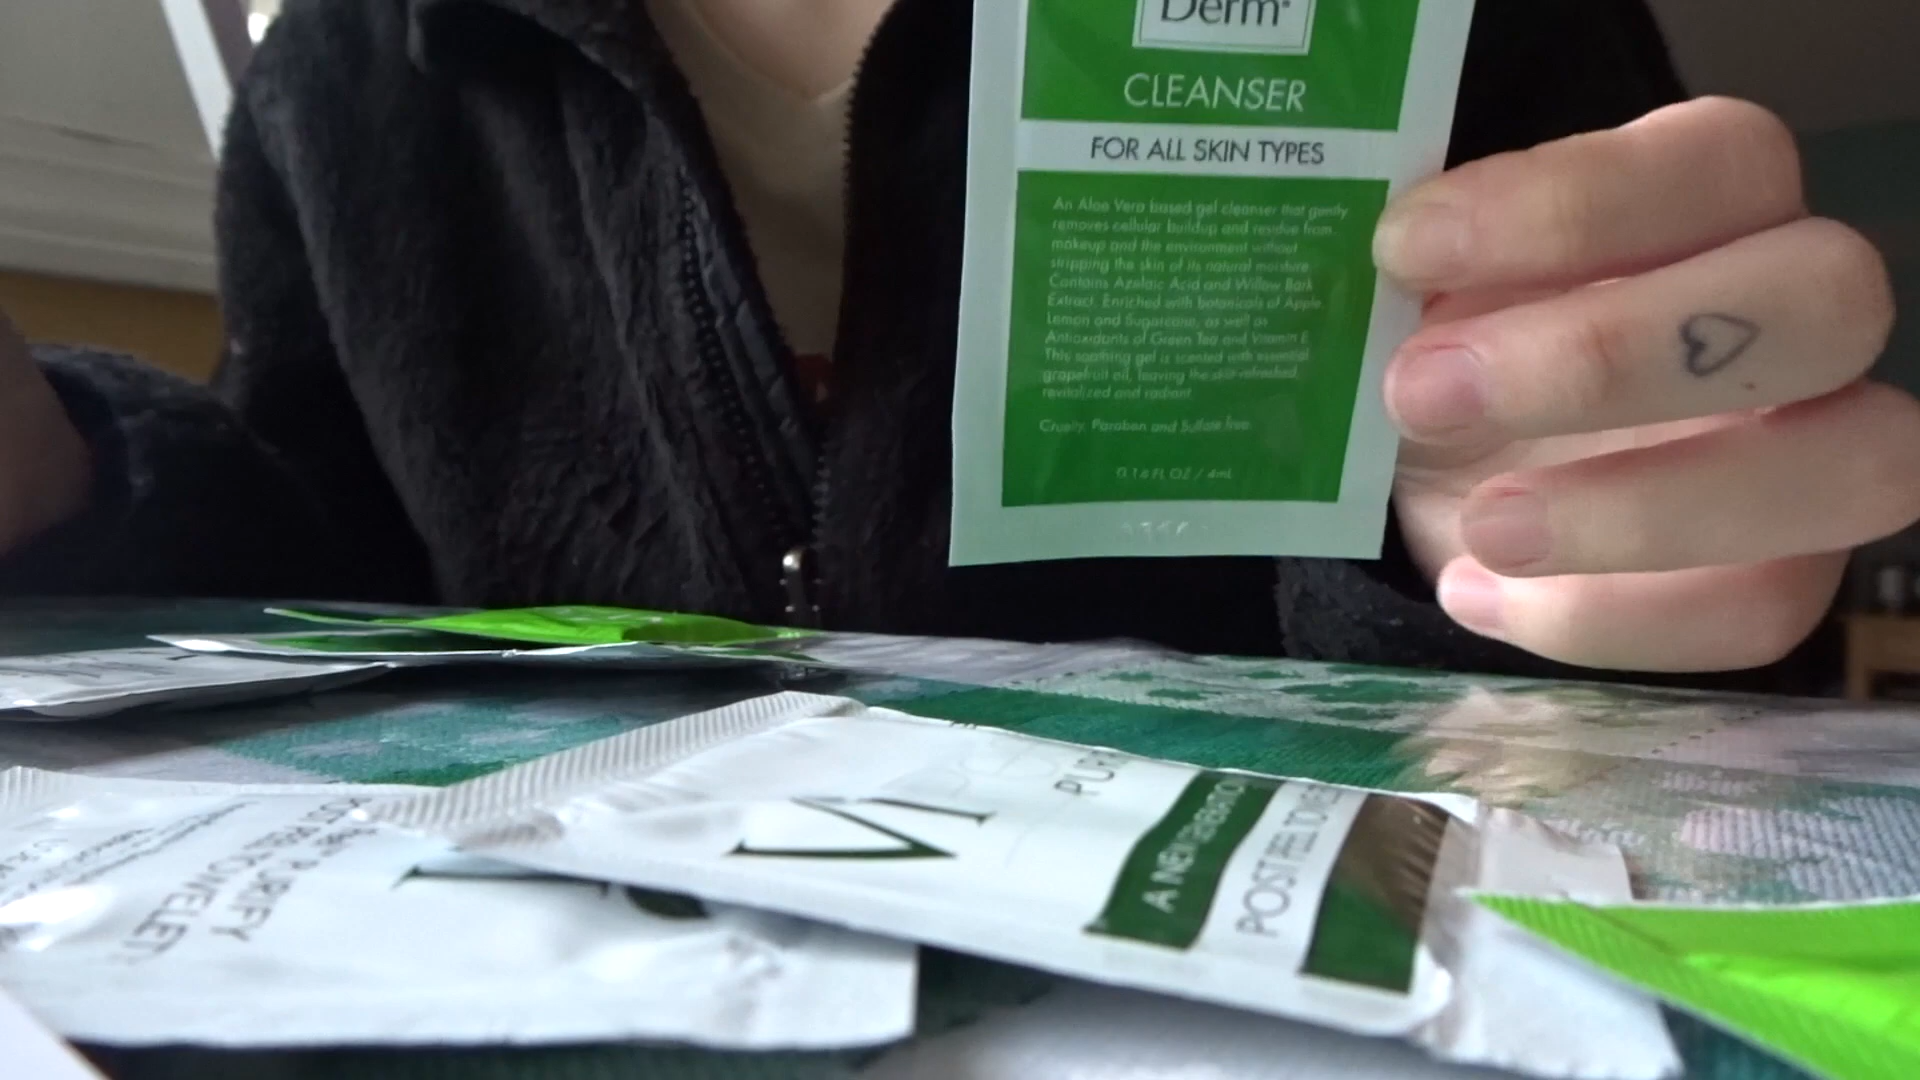 Derm
CLEANSER
FOR ALL SKIN TYPES
An Aloe Vera based gel cleanser that gently
removes cellular buildup and residue from
makeup and the environment without
stripping the skin of its natural moisture.
Contains Azelaic Acid and Willow Bark
Extract. Enriched with botanicals of Apple,
Lemon and Sugarcane, as well as
Antioxidants of Green Tea and Vitamin E.
This soothing gel is scented with essential
grapefruit oil, leaving the skin refreshed,
revitalized and radiant.
Cruelty, Paraben and Sulfate free.
0.14 FL OZ / 4mL
VI
A NEW
POST PEEL
PURIFY
POST PEEL TOWELETT